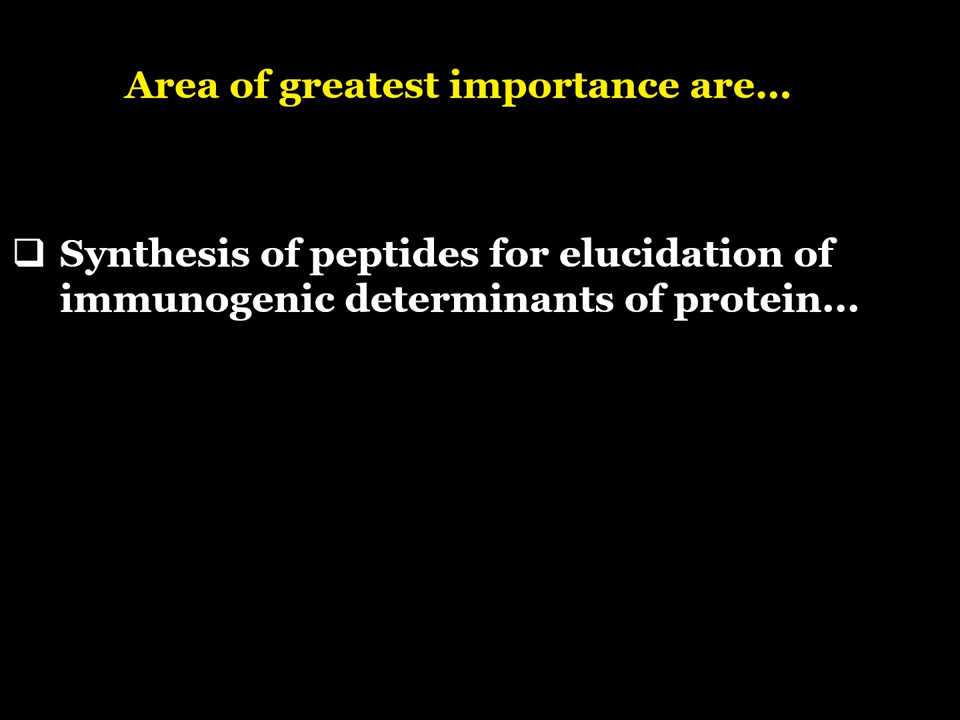 Area of greatest importance are...
❑ Synthesis of peptides for elucidation of
immunogenic determinants of protein...